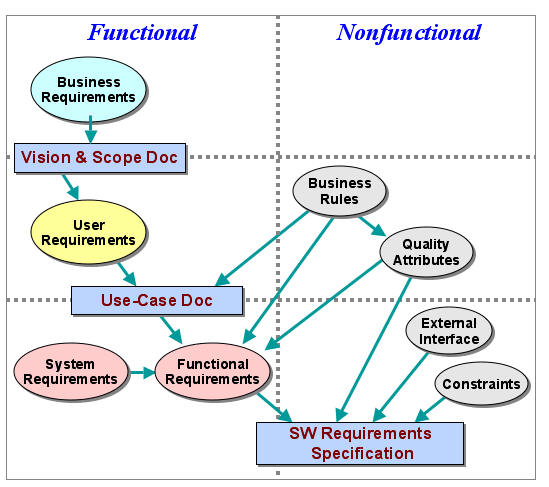 Functional
Nonfunctional
Business
Requirements
Vision & Scope Doc
Business
Rules
User
Requirements
Quality
Attributes
Use-Case Doc
External
Interface
System
Requirements
Functional
Requirements
Constraints
SW Requirements
Specification